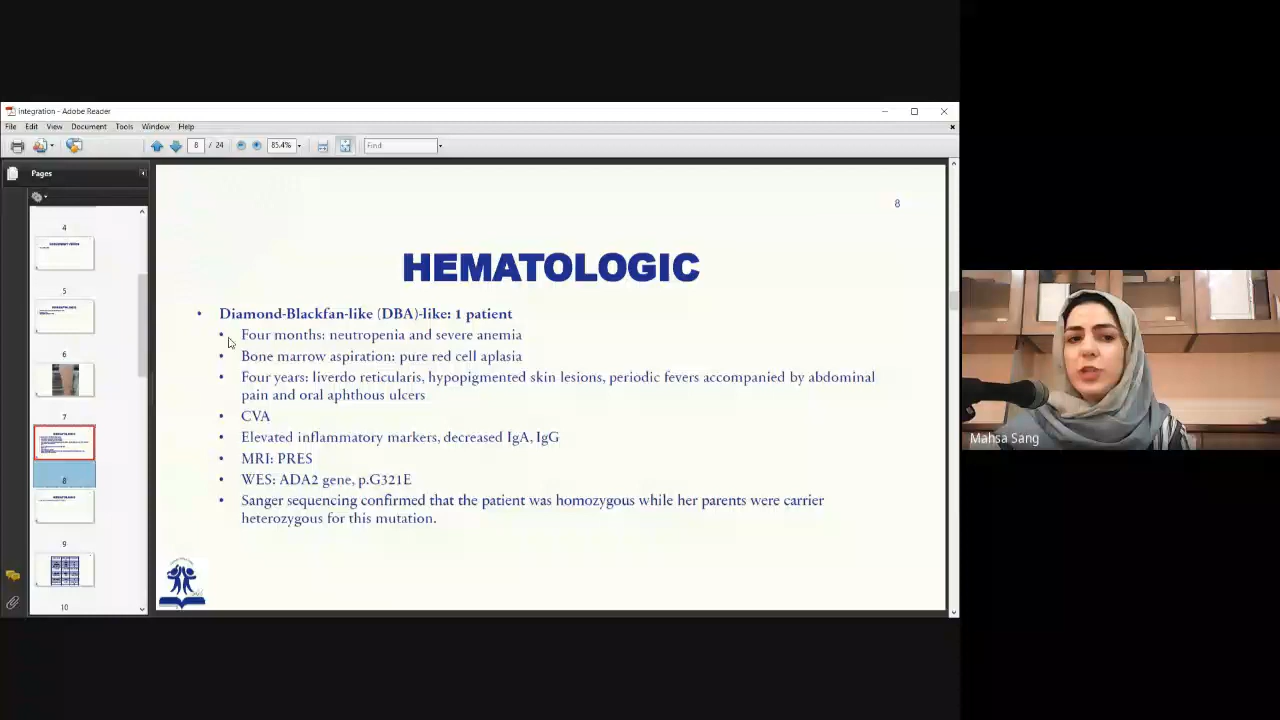 integration - Adobe Reader
File Edit View Document Tools Window Help
8 / 24 85.4% Find
Pages
4
5
6
7
8
9
10
8
HEMATOLOGIC
• Diamond-Blackfan-like (DBA)-like: 1 patient
• Four months: neutropenia and severe anemia
• Bone marrow aspiration: pure red cell aplasia
• Four years: liverdo reticularis, hypopigmented skin lesions, periodic fevers accompanied by abdominal
pain and oral aphthous ulcers
• CVA
• Elevated inflammatory markers, decreased IgA, IgG
• MRI: PRES
• WES: ADA2 gene, p.G321E
• Sanger sequencing confirmed that the patient was homozygous while her parents were carrier
heterozygous for this mutation.
Mahsa Sang